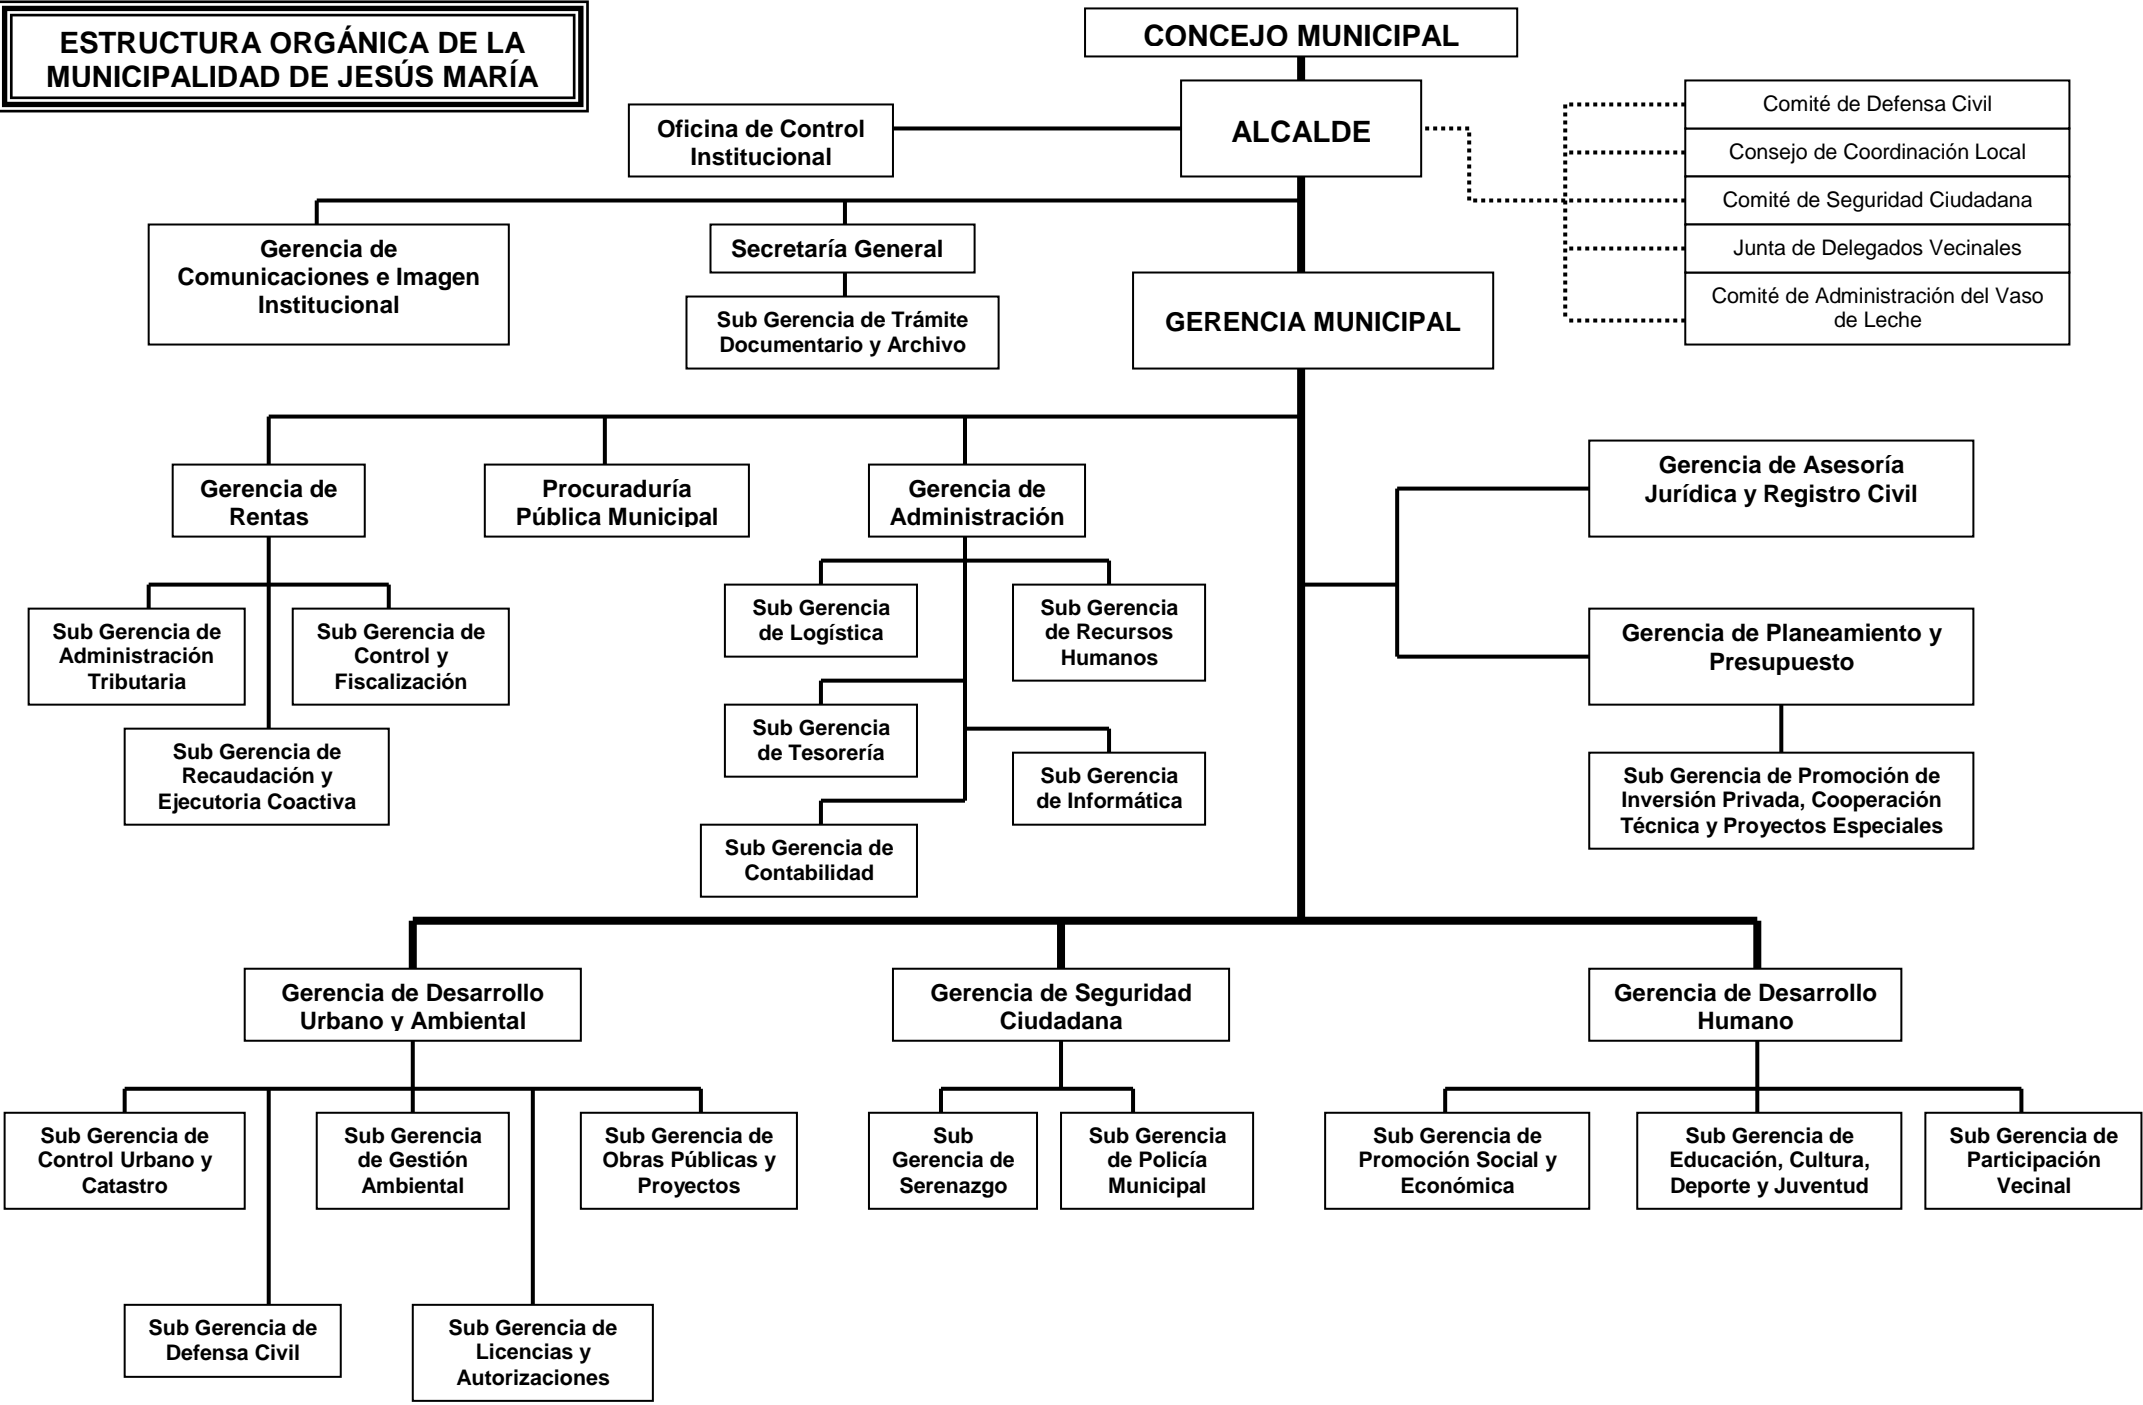 ESTRUCTURA ORGÁNICA DE LA
MUNICIPALIDAD DE JESÚS MARÍA
CONCEJO MUNICIPAL
ALCALDE
Oficina de Control
Institucional
Comité de Defensa Civil
Consejo de Coordinación Local
Comité de Seguridad Ciudadana
Junta de Delegados Vecinales
Comité de Administración del Vaso
de Leche
Gerencia de
Comunicaciones e Imagen
Institucional
Secretaría General
Sub Gerencia de Trámite
Documentario y Archivo
GERENCIA MUNICIPAL
Gerencia de
Rentas
Procuraduría
Pública Municipal
Gerencia de
Administración
Gerencia de Asesoría
Jurídica y Registro Civil
Sub Gerencia de
Administración
Tributaria
Sub Gerencia de
Control y
Fiscalización
Sub Gerencia de
Recaudación y
Ejecutoria Coactiva
Sub Gerencia
de Logística
Sub Gerencia
de Recursos
Humanos
Sub Gerencia
de Tesorería
Sub Gerencia
de Informática
Sub Gerencia de
Contabilidad
Gerencia de Planeamiento y
Presupuesto
Sub Gerencia de Promoción de
Inversión Privada, Cooperación
Técnica y Proyectos Especiales
Gerencia de Desarrollo
Urbano y Ambiental
Gerencia de Seguridad
Ciudadana
Gerencia de Desarrollo
Humano
Sub Gerencia de
Control Urbano y
Catastro
Sub Gerencia
de Gestión
Ambiental
Sub Gerencia de
Obras Públicas y
Proyectos
Sub
Gerencia de
Serenazgo
Sub Gerencia
de Policía
Municipal
Sub Gerencia de
Promoción Social y
Económica
Sub Gerencia de
Educación, Cultura,
Deporte y Juventud
Sub Gerencia de
Participación
Vecinal
Sub Gerencia de
Defensa Civil
Sub Gerencia de
Licencias y
Autorizaciones